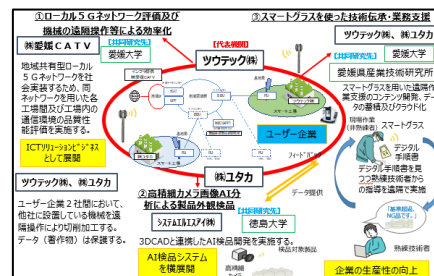 ①ローカル５Ｇネットワーク評価及び
機械の遠隔操作等による効率化
③スマートグラスを使った技術伝承・業務支援
㈱愛媛ＣＡＴＶ
【共同研究先】
愛媛大学
【代表機関】
ツウテック㈱
ツウテック㈱、㈱ユタカ
【共同研究先】
愛媛大学
愛媛県産業技術研究所
地域共有型ローカル
５Ｇネットワークを社
会実装するため、同
ネットワークを用いた各
工場間及び工場内の
通信環境の品質性
能評価を実施する。
ICTソリューションビジネス
として展開
スマートグラスを用いた遠隔作
業支援のコンテンツ開発、デー
タの蓄積及びクラウド化
スマートグラス
ユーザー企業
デジタル
手順書
デジタル手順書を見
つつ熟練技術者から
の指導を遠隔で実施
㈱ユタカ
データ提供
ツウテック㈱、㈱ユタカ
ユーザー企業２社間において、
他社に設置している機械を遠
隔操作により切削加工する。
データ（著作物）は保護する。
②高精細カメラ画像AI分
析による製品外観検品
システムエルエスアイ㈱
【共同研究先】
徳島大学
3DCADと連携したAI検品開発を実施する。
AI検品システム
を横展開
検品対象製品
高精細
カメラ
熟練技術者
企業の生産性の向上